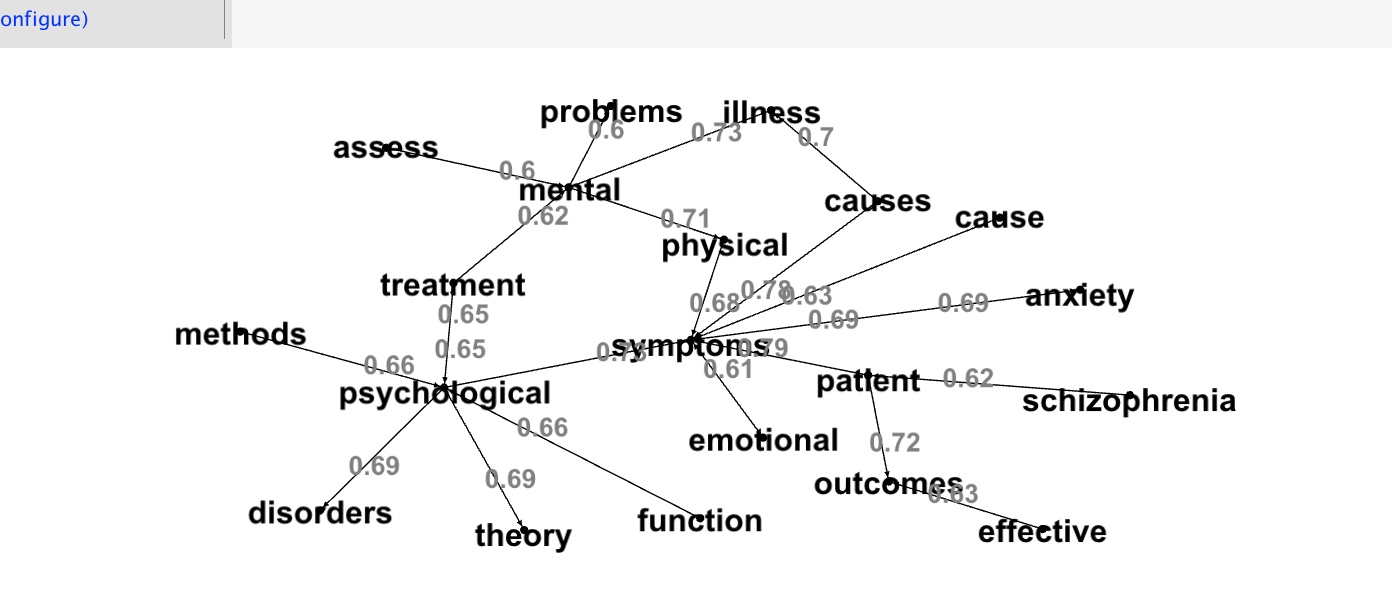 onfigure)
problems
illness
0.6
0.73
0.7
assess
0.6
mental
0.62
0.71
causes
cause
physical
treatment
0.78
0.63
0.68
0.69
anxiety
0.69
0.65
methods
0.65
symptoms
0.79
0.66
0.61
psychological
patient
0.62
schizophrenia
0.66
emotional
0.72
0.69
0.69
outcomes
0.63
disorders
theory
function
effective